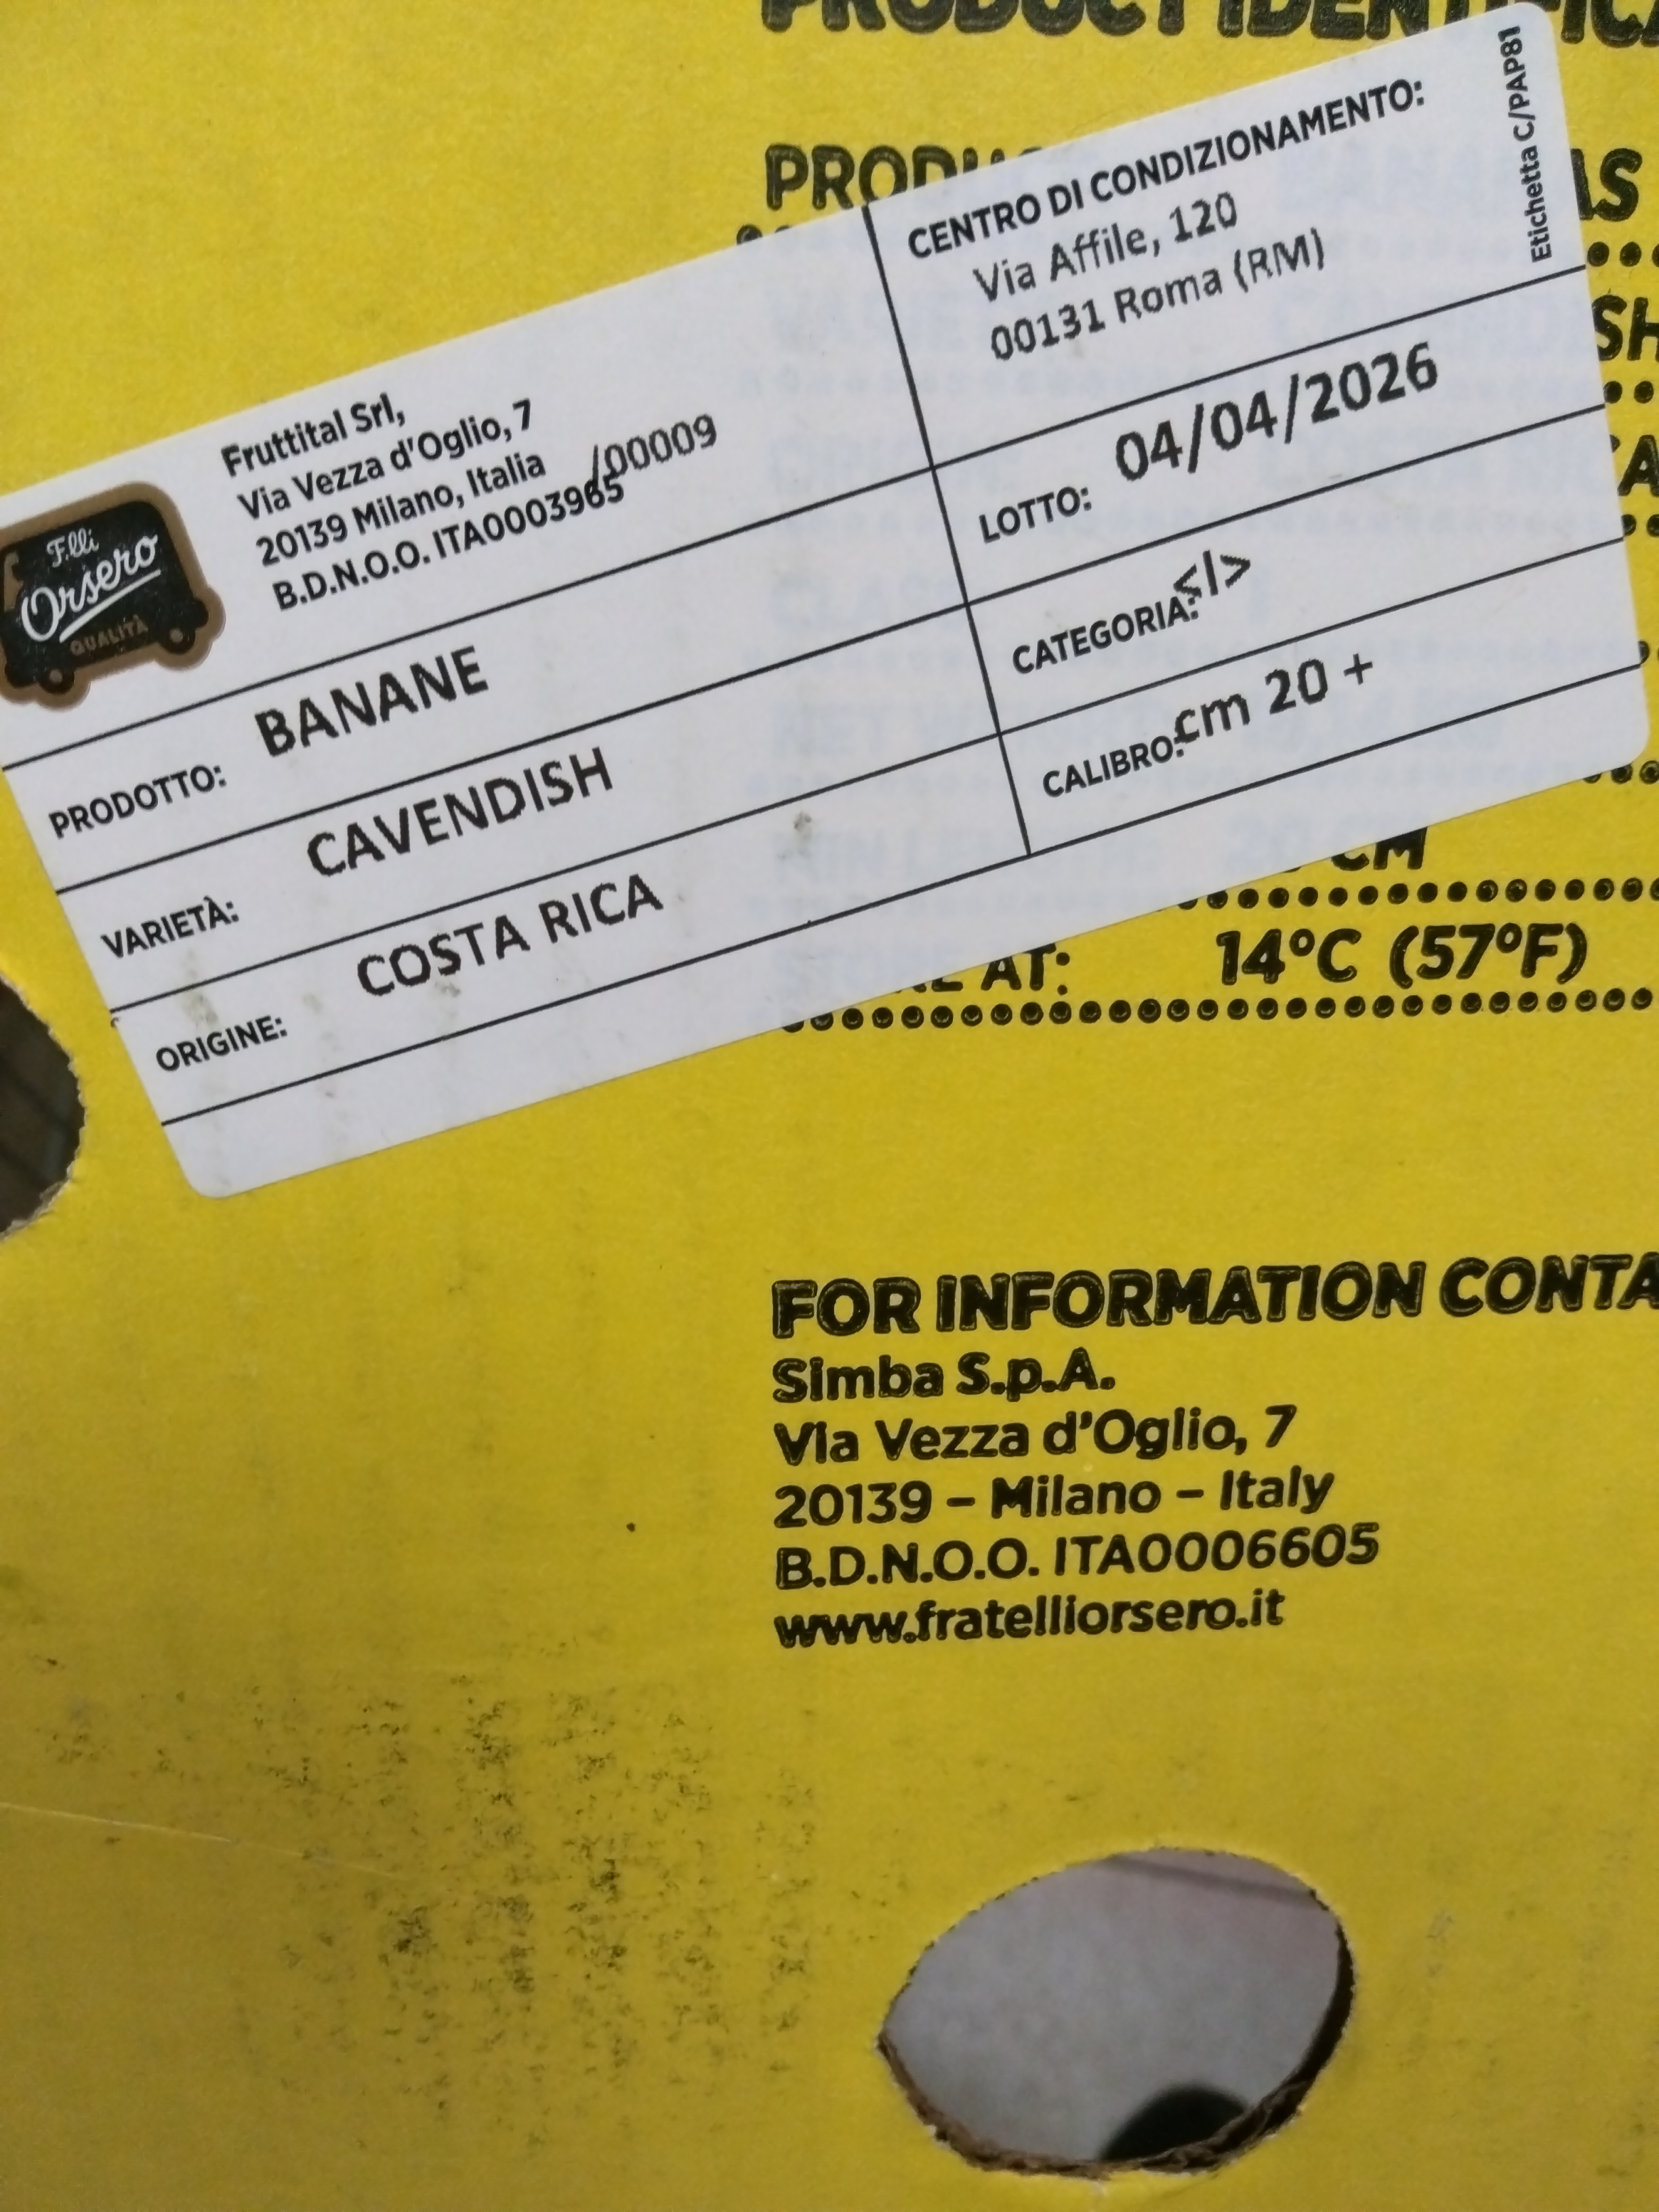 PRODUCT IDENTIFICA
Etichetta C/PAP81
CENTRO DI CONDIZIONAMENTO:
Via Affile, 120
00131 Roma (RM)
F.lli
Orsero
QUALITÀ
Fruttital Srl,
Via Vezza d'Oglio, 7
20139 Milano, Italia
B.D.N.O.O. ITA0003965 /00009
LOTTO: 04/04/2026
CATEGORIA: <I>
CALIBRO: cm 20 +
PRODOTTO: BANANE
VARIETÀ: CAVENDISH
ORIGINE: COSTA RICA
CM
AT: 14°C (57°F)
FOR INFORMATION CONTA
Simba S.p.A.
Via Vezza d'Oglio, 7
20139 – Milano – Italy
B.D.N.O.O. ITA0006605
www.fratelliorsero.it